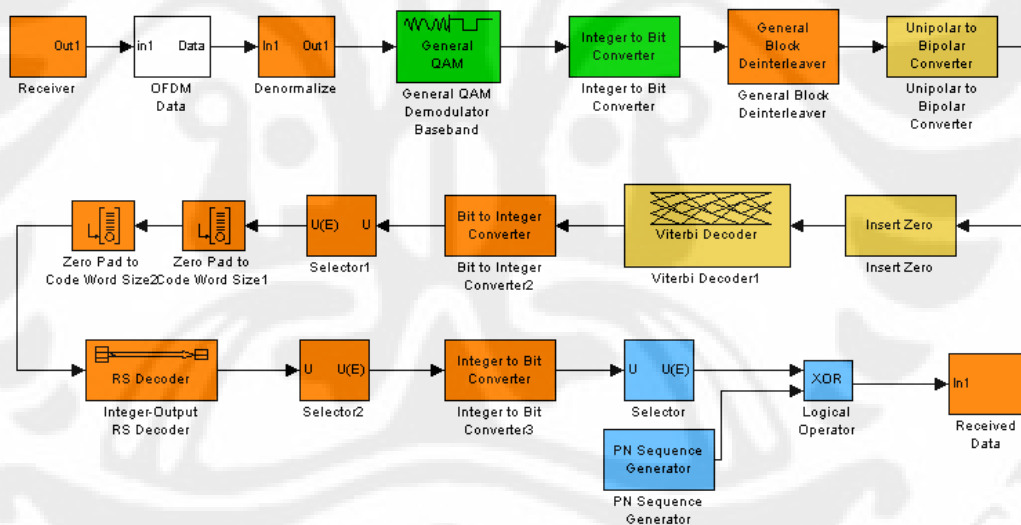 Out1
Receiver
in1 Data
OFDM
Data
In1 Out1
Denormalize
General
QAM
General QAM
Demodulator
Baseband
Integer to Bit
Converter
Integer to Bit
Converter
General
Block
Deinterleaver
General Block
Deinterleaver
Unipolar to
Bipolar
Converter
Unipolar to
Bipolar
Converter
Zero Pad to
Code Word Size2
Zero Pad to
Code Word Size1
U(E) U
Selector1
Bit to Integer
Converter
Bit to Integer
Converter2
Viterbi Decoder
Viterbi Decoder1
Insert Zero
Insert Zero
RS Decoder
Integer-Output
RS Decoder
U U(E)
Selector2
Integer to Bit
Converter
Integer to Bit
Converter3
U U(E)
Selector
PN Sequence
Generator
PN Sequence
Generator
XOR
Logical
Operator
In1
Received
Data